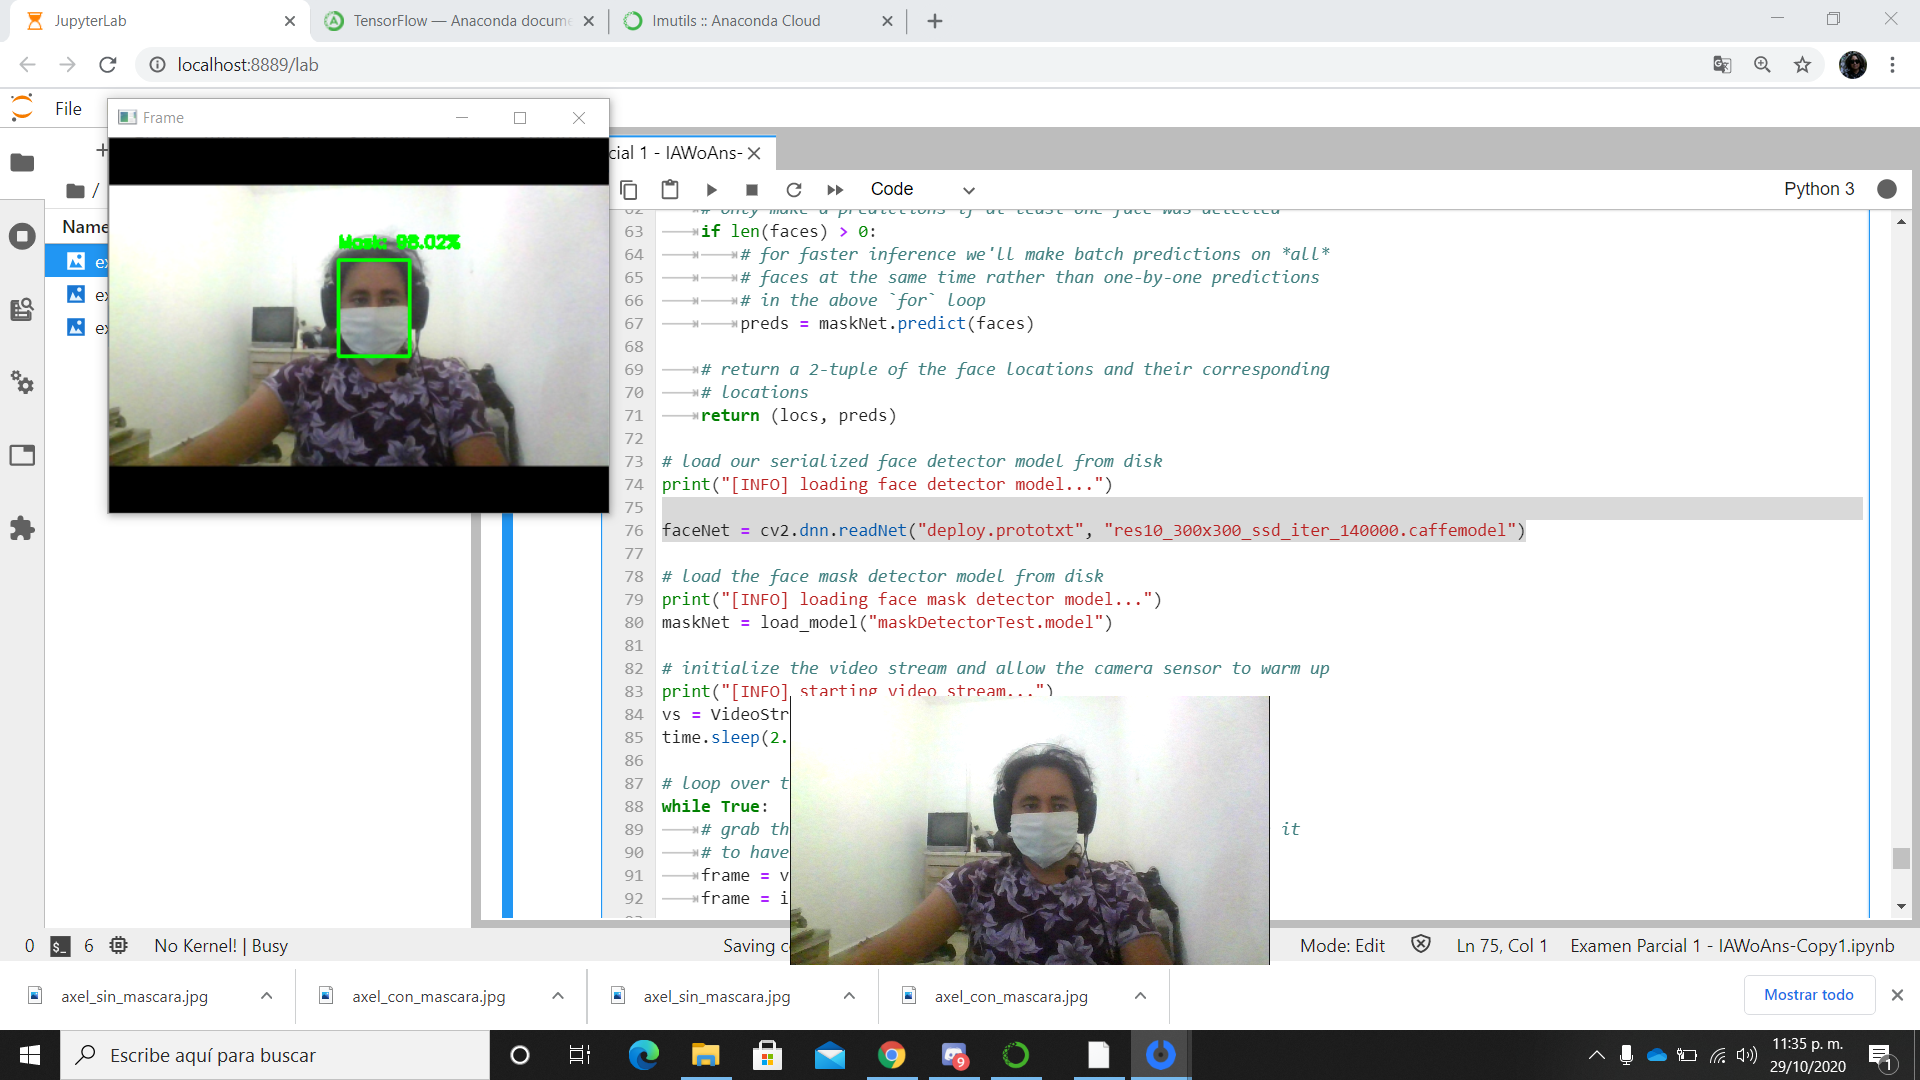 JupyterLab
TensorFlow — Anaconda docume
Imutils :: Anaconda Cloud
localhost:8889/lab
File
Frame
cial 1 - IAWoAns-
/
Code
Python 3
Name
ex
ex
ex
Mask: 98.02%
62 # only make a predictions if at least one face was detected
63 if len(faces) > 0:
64 # for faster inference we'll make batch predictions on *all*
65 # faces at the same time rather than one-by-one predictions
66 # in the above `for` loop
67 preds = maskNet.predict(faces)
68
69 # return a 2-tuple of the face locations and their corresponding
70 # locations
71 return (locs, preds)
72
73 # load our serialized face detector model from disk
74 print("[INFO] loading face detector model...")
75
76 faceNet = cv2.dnn.readNet("deploy.prototxt", "res10_300x300_ssd_iter_140000.caffemodel")
77
78 # load the face mask detector model from disk
79 print("[INFO] loading face mask detector model...")
80 maskNet = load_model("maskDetectorTest.model")
81
82 # initialize the video stream and allow the camera sensor to warm up
83 print("[INFO] starting video stream...")
84 vs = VideoStr
85 time.sleep(2.
86
87 # loop over t
88 while True:
89 # grab th it
90 # to have
91 frame = v
92 frame = i
0 $_ 6 No Kernel! | Busy
Saving c
Mode: Edit
Ln 75, Col 1
Examen Parcial 1 - IAWoAns-Copy1.ipynb
axel_sin_mascara.jpg
axel_con_mascara.jpg
axel_sin_mascara.jpg
axel_con_mascara.jpg
Mostrar todo
Escribe aquí para buscar
9
11:35 p. m.
29/10/2020
1